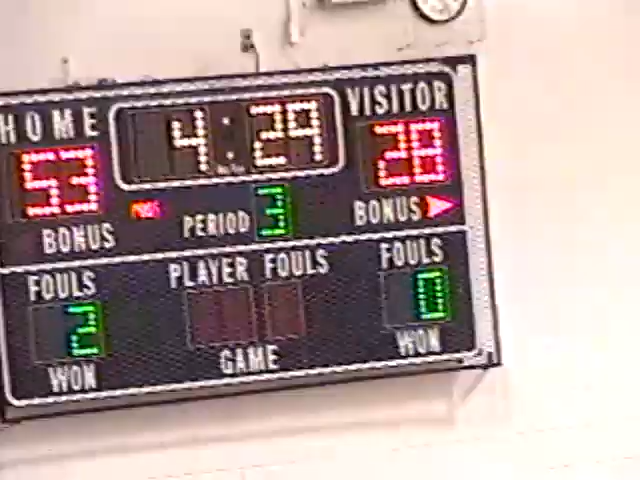 HOME 4:29 VISITOR
53 28
POSS PERIOD 3 BONUS
BONUS
FOULS PLAYER FOULS FOULS
2 0
WON GAME WON